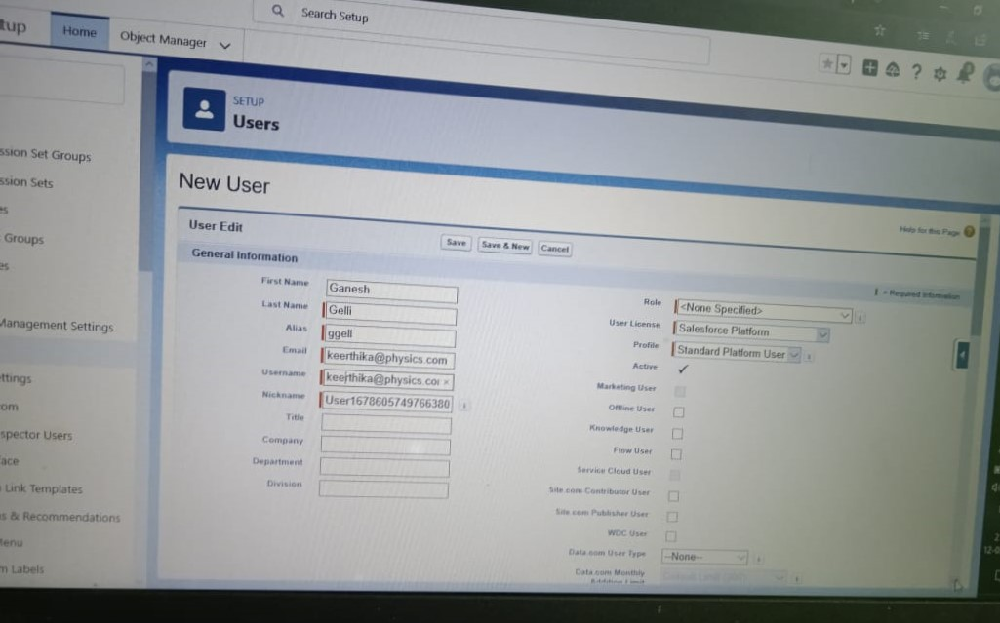 tup
Home
Object Manager
Search Setup
SETUP
Users
ssion Set Groups
ssion Sets
es
Groups
es
Management Settings
ttings
om
spector Users
ace
Link Templates
s & Recommendations
Menu
m Labels
New User
Help for this Page
User Edit
Save
Save & New
Cancel
General Information
= Required Information
First Name
Ganesh
Last Name
Gelli
Alias
ggell
Email
keerthika@physics.com
Username
keerthika@physics.co
Nickname
User1678605749766380
Title
Company
Department
Division
Role
<None Specified>
User License
Salesforce Platform
Profile
Standard Platform User
Active
Marketing User
Offline User
Knowledge User
Flow User
Service Cloud User
Site.com Contributor User
Site.com Publisher User
WDC User
Data.com User Type
--None--
Data.com Monthly
Addition Limit